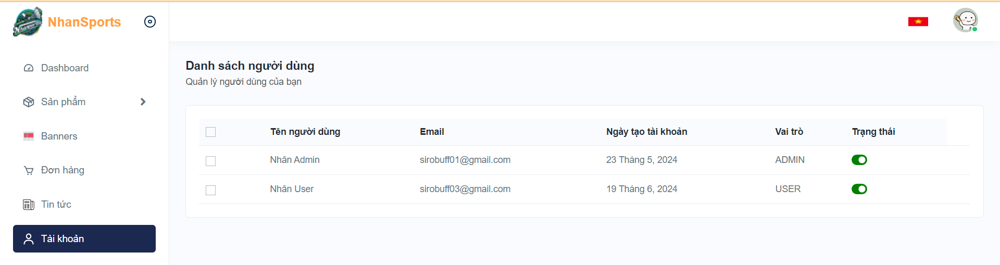 NhanSports
Dashboard
Sản phẩm
Banners
Đơn hàng
Tin tức
Tài khoản
Danh sách người dùng
Quản lý người dùng của bạn
Tên người dùng Email Ngày tạo tài khoản Vai trò Trạng thái
Nhân Admin sirobuff01@gmail.com 23 Tháng 5, 2024 ADMIN
Nhân User sirobuff03@gmail.com 19 Tháng 6, 2024 USER